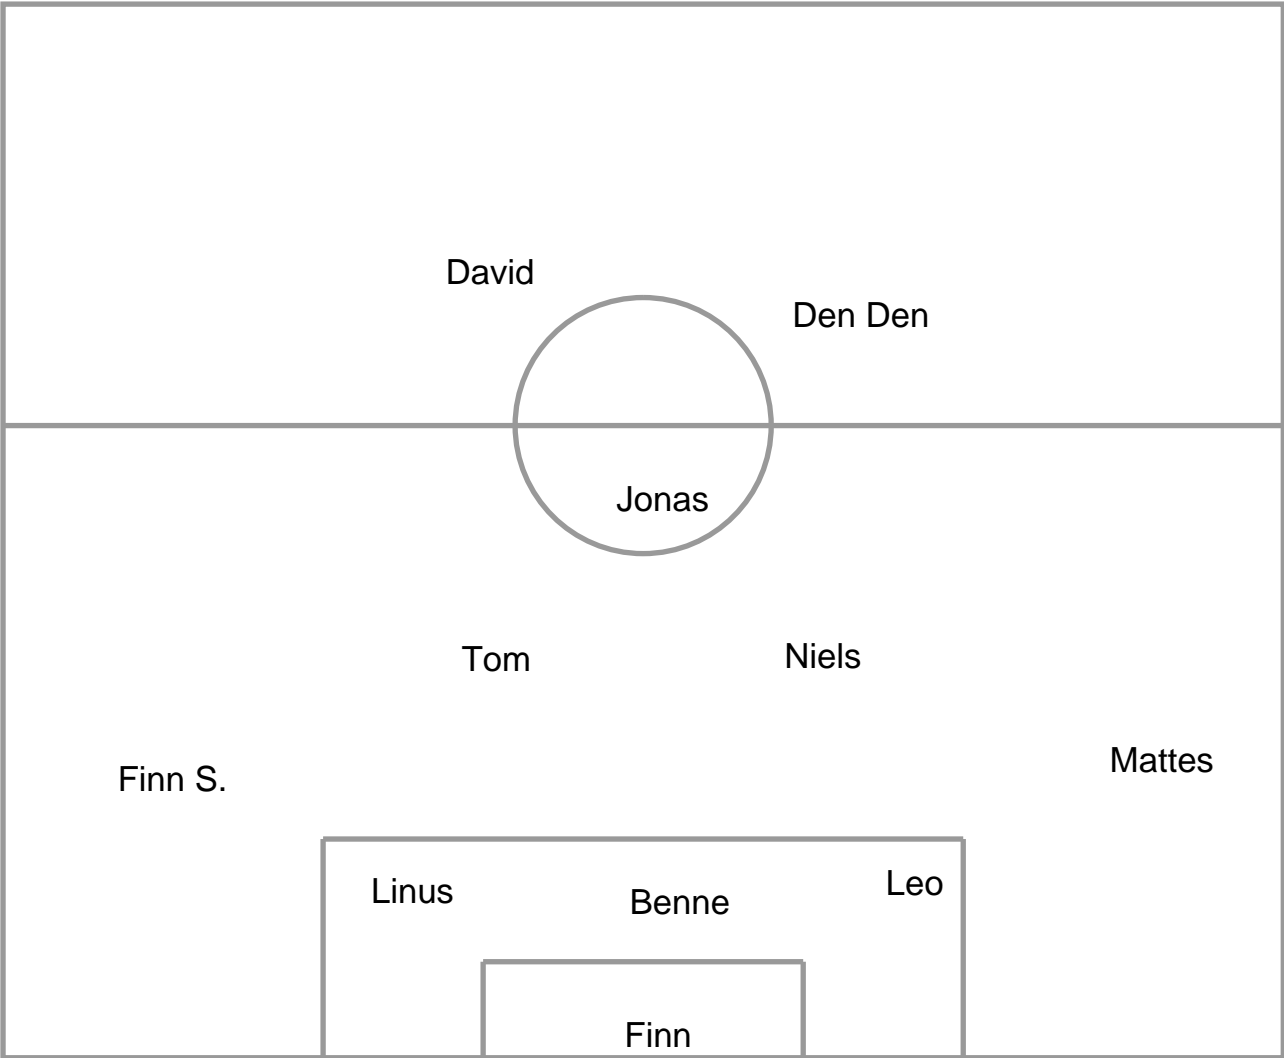 David
Den Den
Jonas
Tom
Niels
Mattes
Finn S.
Linus
Benne
Leo
Finn